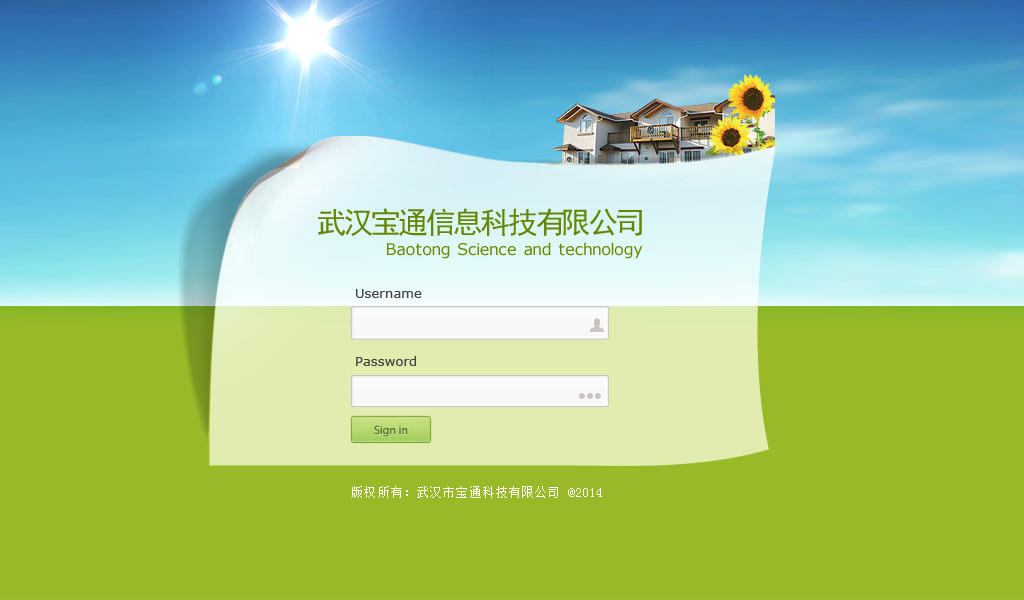 武汉宝通信息科技有限公司
Baotong Science and technology
Username
Password
Sign in
版权所有：武汉市宝通科技有限公司 @2014